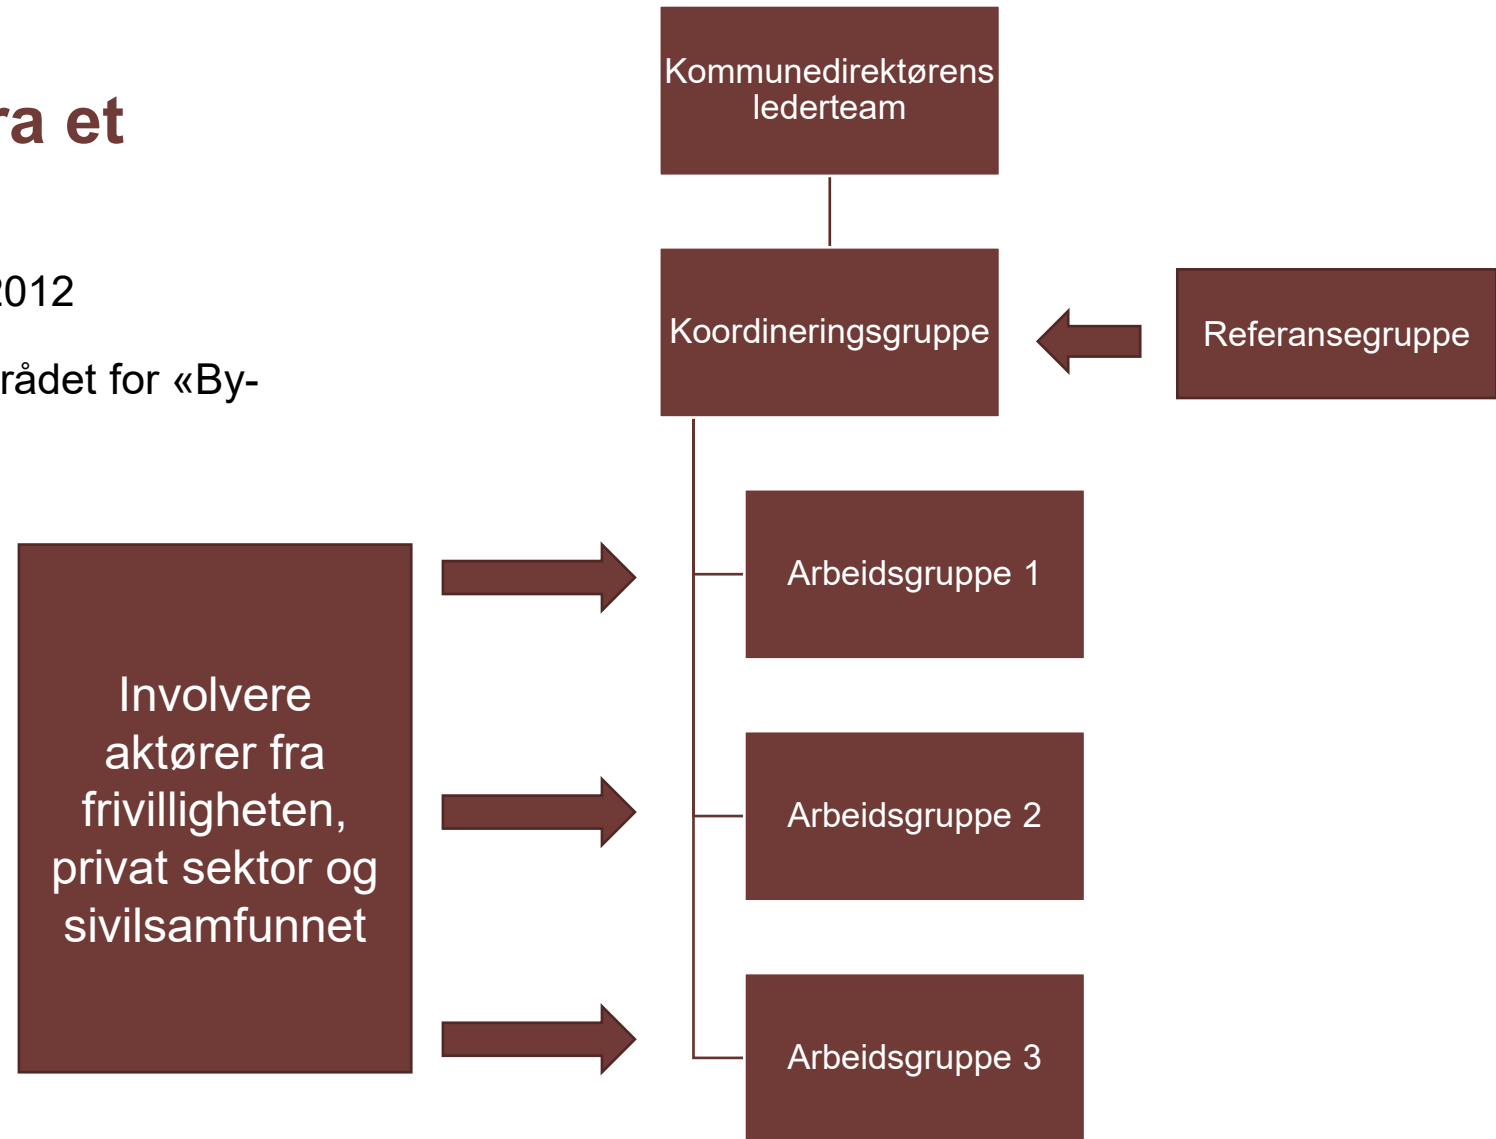 ra et
2012
rådet for «By-
Kommunedirektørens
lederteam
Koordineringsgruppe
Referansegruppe
Arbeidsgruppe 1
Involvere
aktører fra
frivilligheten,
privat sektor og
sivilsamfunnet
Arbeidsgruppe 2
Arbeidsgruppe 3